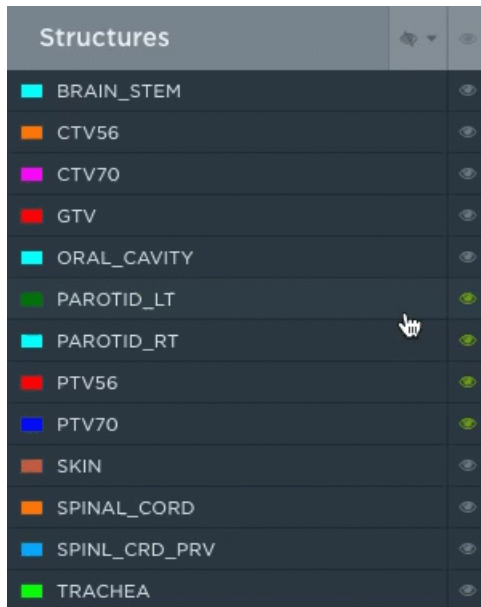 Structures
BRAIN_STEM
CTV56
CTV70
GTV
ORAL_CAVITY
PAROTID_LT
PAROTID_RT
PTV56
PTV70
SKIN
SPINAL_CORD
SPINL_CRD_PRV
TRACHEA